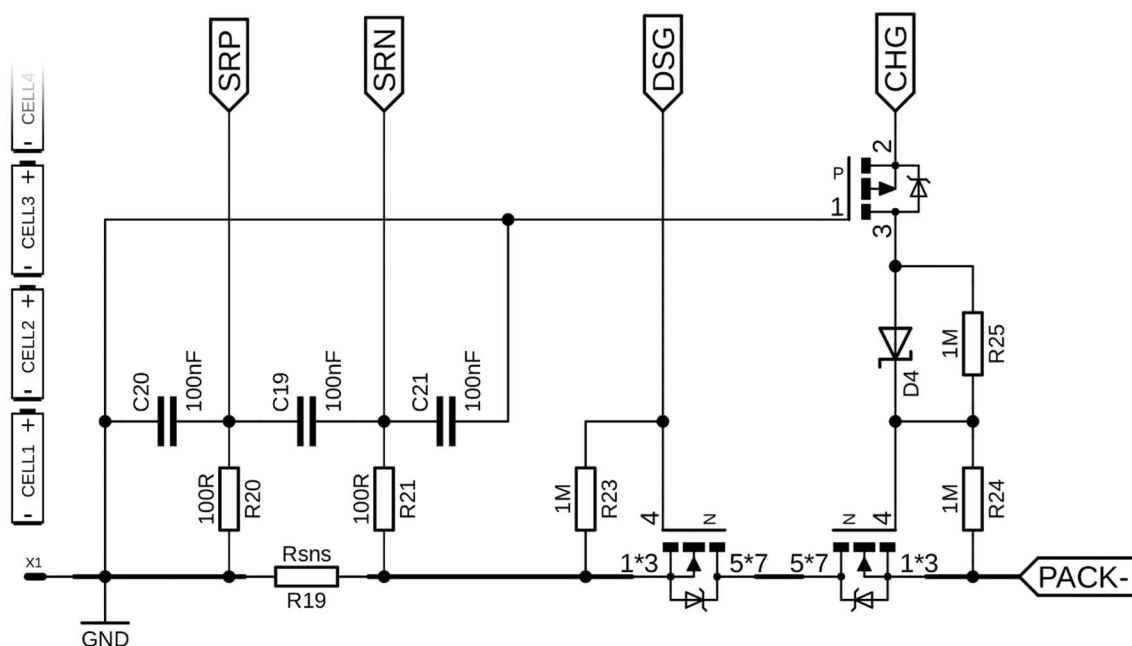 SRP
SRN
DSG
CHG
CELL4
-
+
CELL3
-
+
CELL2
-
+
CELL1
-
P
2
1
3
C20
100nF
C19
100nF
C21
100nF
D4
1M
R25
100R
R20
100R
R21
1M
R23
4
N
N
4
1M
R24
X1
Rsns
R19
1*3
5*7
5*7
1*3
PACK-
GND